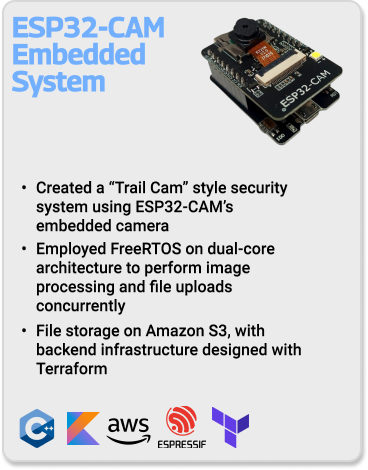 ESP32-CAM
Embedded
System
ESP32-CAM
• Created a “Trail Cam” style security
system using ESP32-CAM’s
embedded camera
• Employed FreeRTOS on dual-core
architecture to perform image
processing and file uploads
concurrently
• File storage on Amazon S3, with
backend infrastructure designed with
Terraform
C++
aws
ESPRESSIF